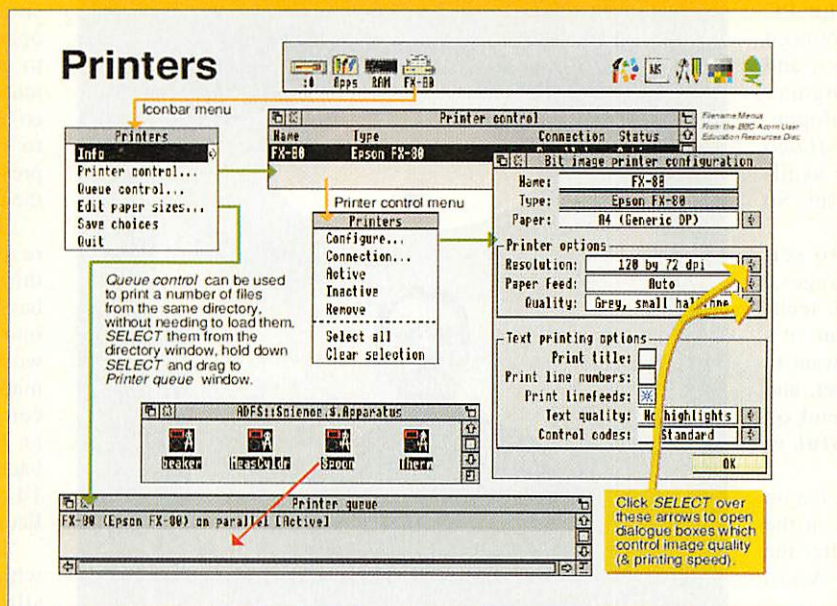 Printers
:0 Apps RAM FX-80
Iconbar menu
Printers
Info
Printer control...
Queue control...
Edit paper sizes...
Save choices
Quit
Printer control
Name Type Connection Status
FX-80 Epson FX-80
Filename Menus
From the BBC Acorn User
Education Resources Disc
Printer control menu
Printers
Configure...
Connection...
Active
Inactive
Remove
Select all
Clear selection
Bit image printer configuration
Name: FX-80
Type: Epson FX-80
Paper: A4 (Generic DP)
Printer options
Resolution: 120 by 72 dpi
Paper feed: Auto
Quality: Grey, small halftone
Text printing options
Print title:
Print line numbers:
Print linefeeds:
Text quality: No highlights
Control codes: Standard
OK
Queue control can be used
to print a number of files
from the same directory,
without needing to load them.
SELECT them from the
directory window, hold down
SELECT and drag to
Printer queue window.
ADFS::Science.$.Apparatus
beaker MeasCyldr Spoon Therm
Printer queue
FX-80 (Epson FX-80) on parallel [Active]
Click SELECT over
these arrows to open
dialogue boxes which
control image quality
(& printing speed).